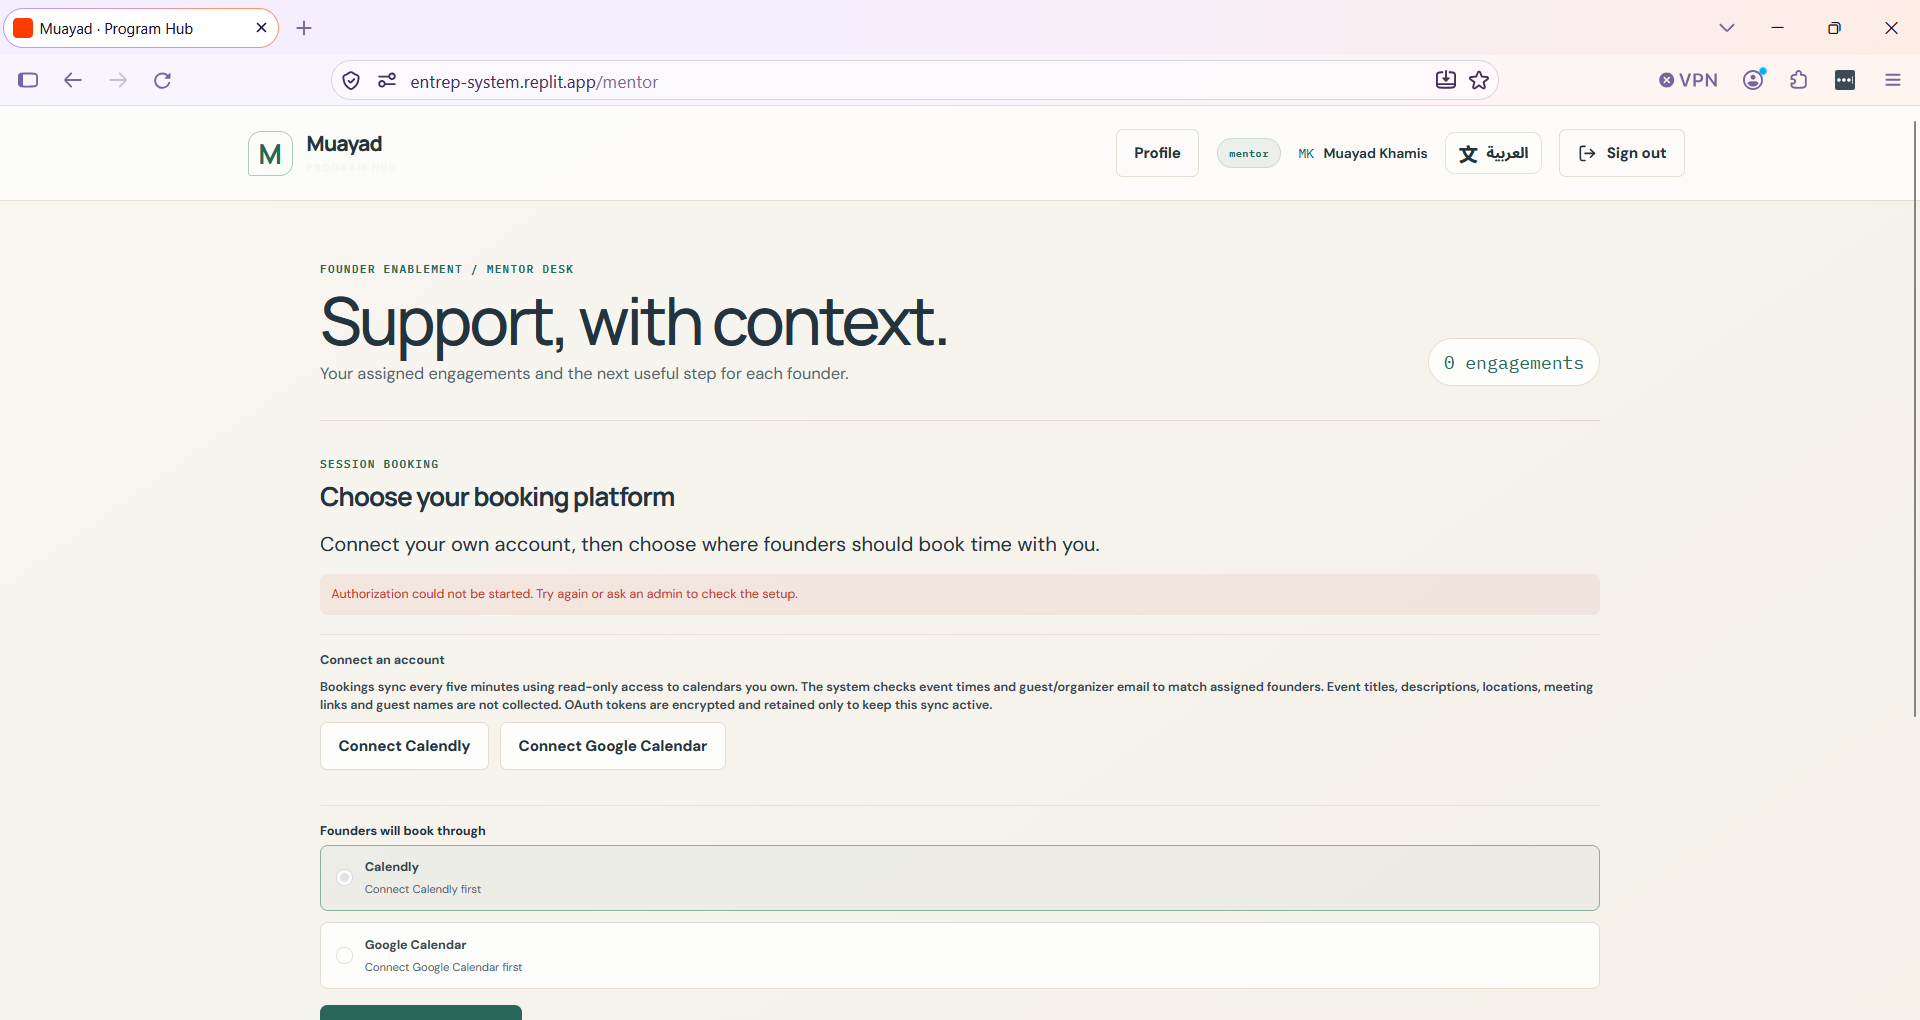 Muayad · Program Hub
entrep-system.replit.app/mentor
VPN
M
Muayad
PROGRAM HUB
Profile
mentor
MK Muayad Khamis
文 العربية
Sign out
FOUNDER ENABLEMENT / MENTOR DESK
Support, with context.
Your assigned engagements and the next useful step for each founder.
0 engagements
SESSION BOOKING
Choose your booking platform
Connect your own account, then choose where founders should book time with you.
Authorization could not be started. Try again or ask an admin to check the setup.
Connect an account
Bookings sync every five minutes using read-only access to calendars you own. The system checks event times and guest/organizer email to match assigned founders. Event titles, descriptions, locations, meeting
links and guest names are not collected. OAuth tokens are encrypted and retained only to keep this sync active.
Connect Calendly
Connect Google Calendar
Founders will book through
Calendly
Connect Calendly first
Google Calendar
Connect Google Calendar first